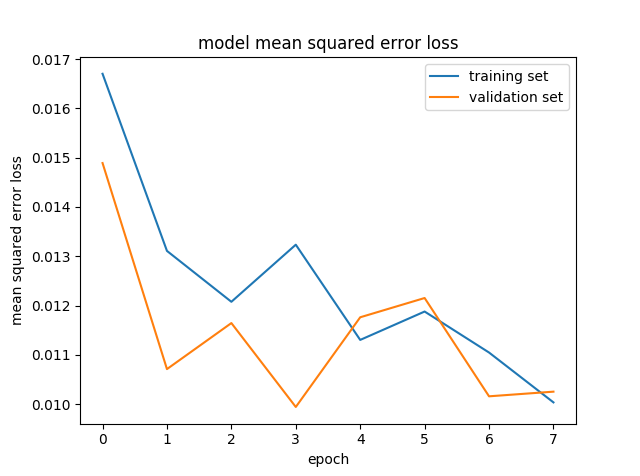 model mean squared error loss
training set
validation set
0.017
0.016
0.015
0.014
0.013
0.012
0.011
0.010
mean squared error loss
0 1 2 3 4 5 6 7
epoch